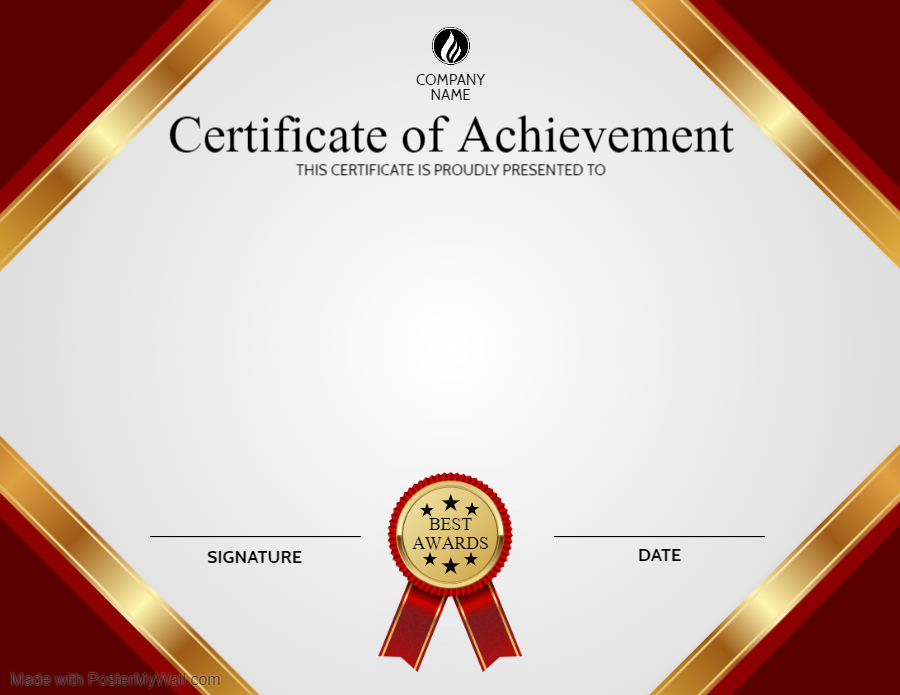 COMPANY
NAME
Certificate of Achievement
THIS CERTIFICATE IS PROUDLY PRESENTED TO
BEST
AWARDS
SIGNATURE
DATE
Made with PosterMyWall.com